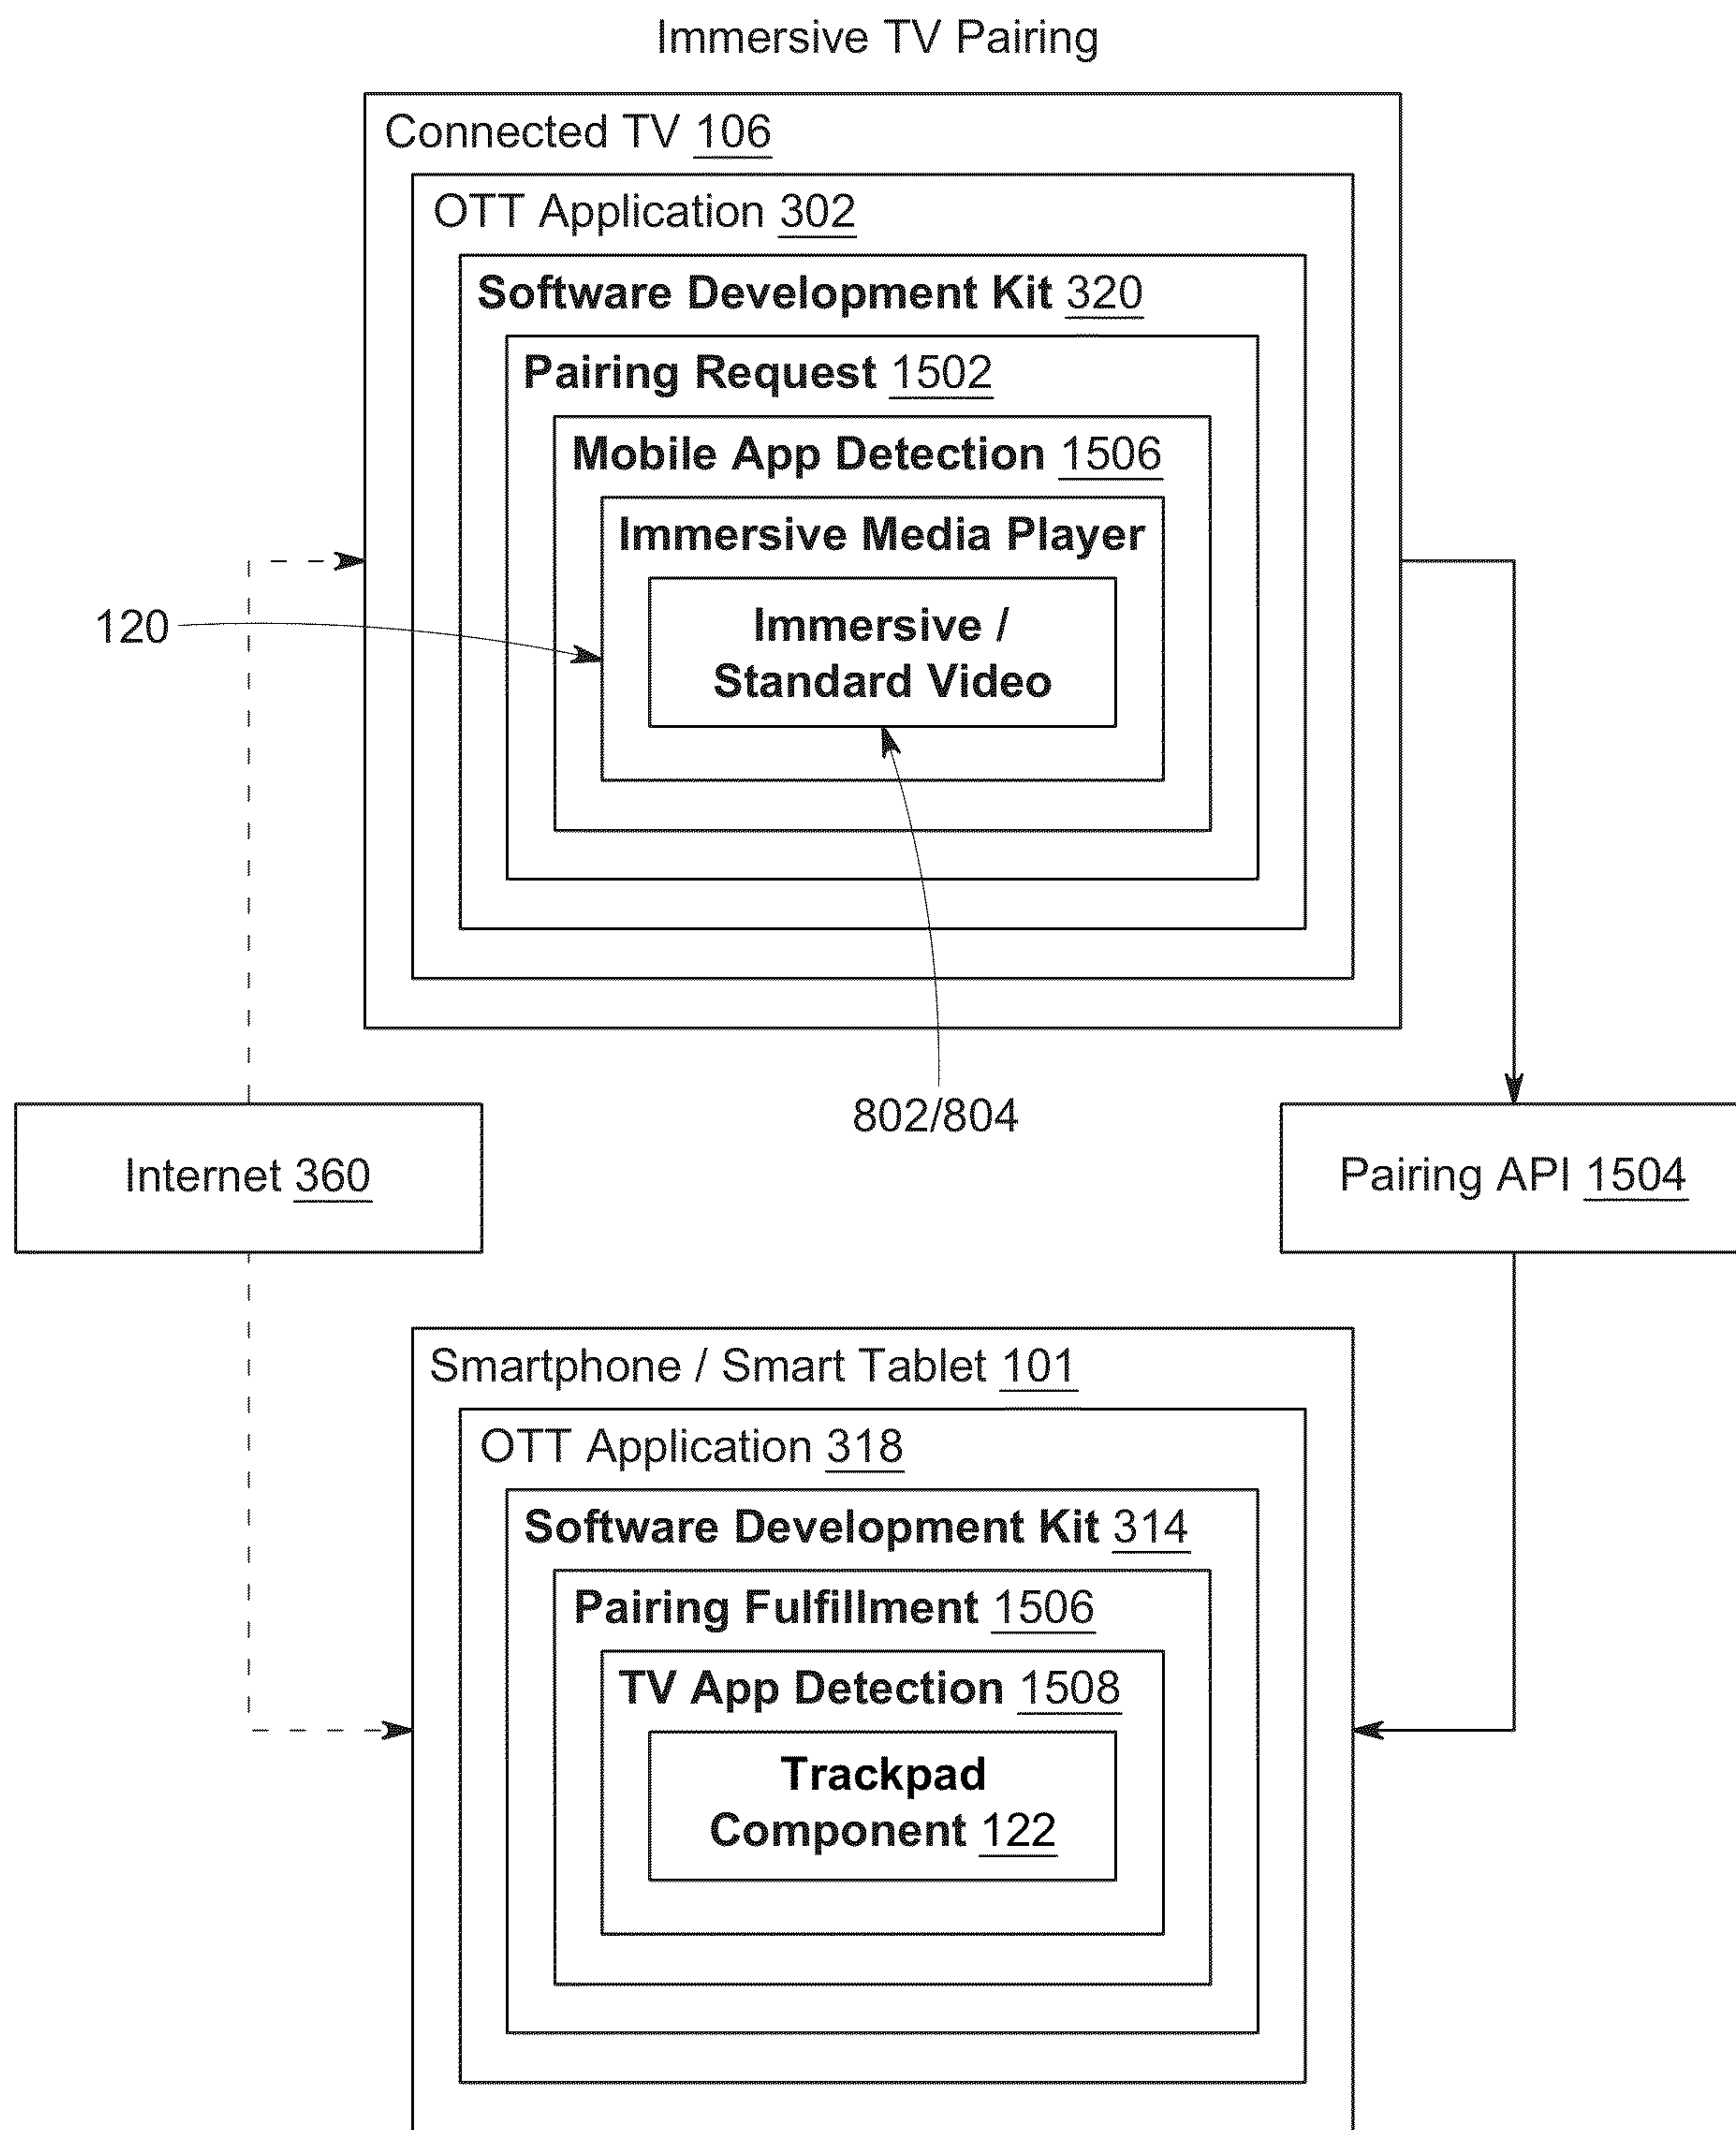 Immersive TV Pairing
Connected TV 106
OTT Application 302
Software Development Kit 320
Pairing Request 1502
Mobile App Detection 1506
Immersive Media Player
Immersive /
Standard Video
120
802/804
Internet 360
Pairing API 1504
Smartphone / Smart Tablet 101
OTT Application 318
Software Development Kit 314
Pairing Fulfillment 1506
TV App Detection 1508
Trackpad
Component 122